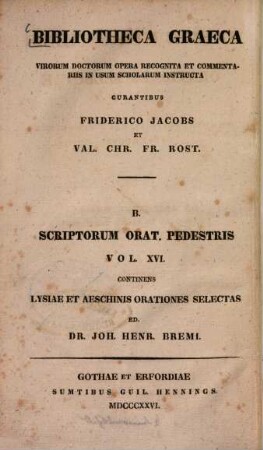 BIBLIOTHECA GRAECA
VIRORUM DOCTORUM OPERA RECOGNITA ET COMMENTA-
RIIS IN USUM SCHOLARUM INSTRUCTA
CURANTIBUS
FRIDERICO JACOBS
ET
VAL. CHR. FR. ROST.
B.
SCRIPTORUM ORAT. PEDESTRIS
VOL. XVI.
CONTINENS
LYSIAE ET AESCHINIS ORATIONES SELECTAS
ED.
DR. JOH. HENR. BREMI.
GOTHAE ET ERFORDIAE
SUMTIBUS GUIL. HENNINGS.
MDCCCXXVI.